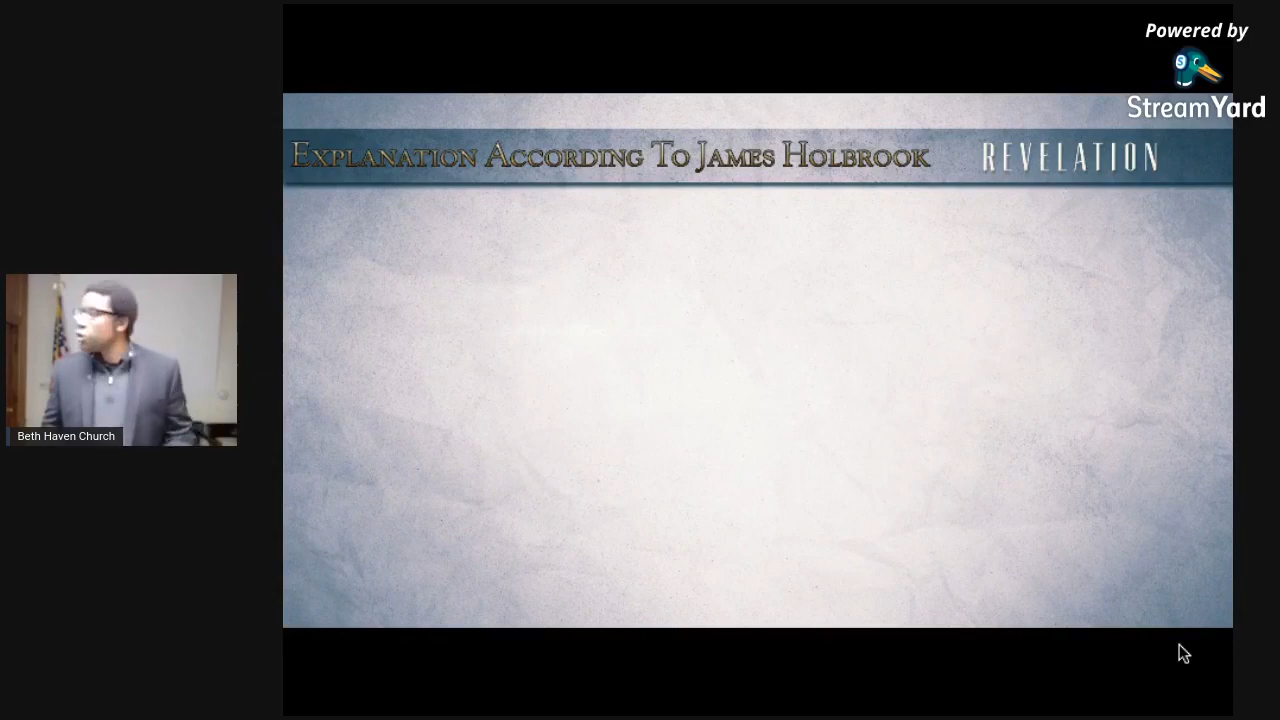 Powered by
StreamYard
Explanation According To James Holbrook
REVELATION
Beth Haven Church